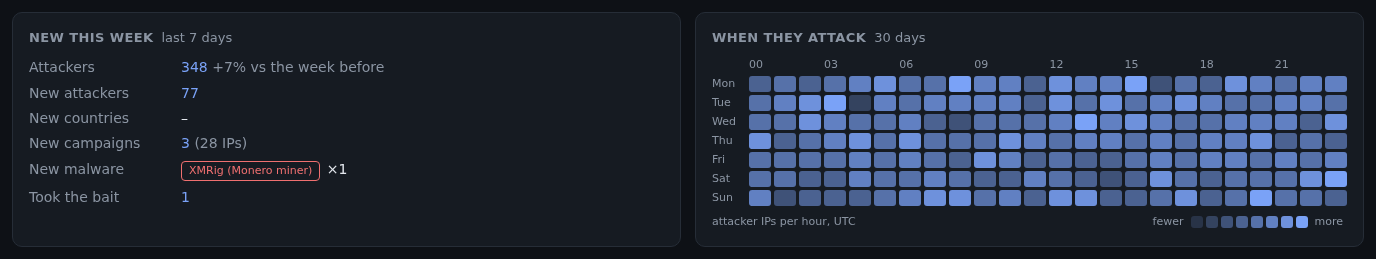 NEW THIS WEEK last 7 days
Attackers 348 +7% vs the week before
New attackers 77
New countries –
New campaigns 3 (28 IPs)
New malware XMRig (Monero miner) ×1
Took the bait 1
WHEN THEY ATTACK 30 days
00 03 06 09 12 15 18 21
Mon
Tue
Wed
Thu
Fri
Sat
Sun
attacker IPs per hour, UTC
fewer more